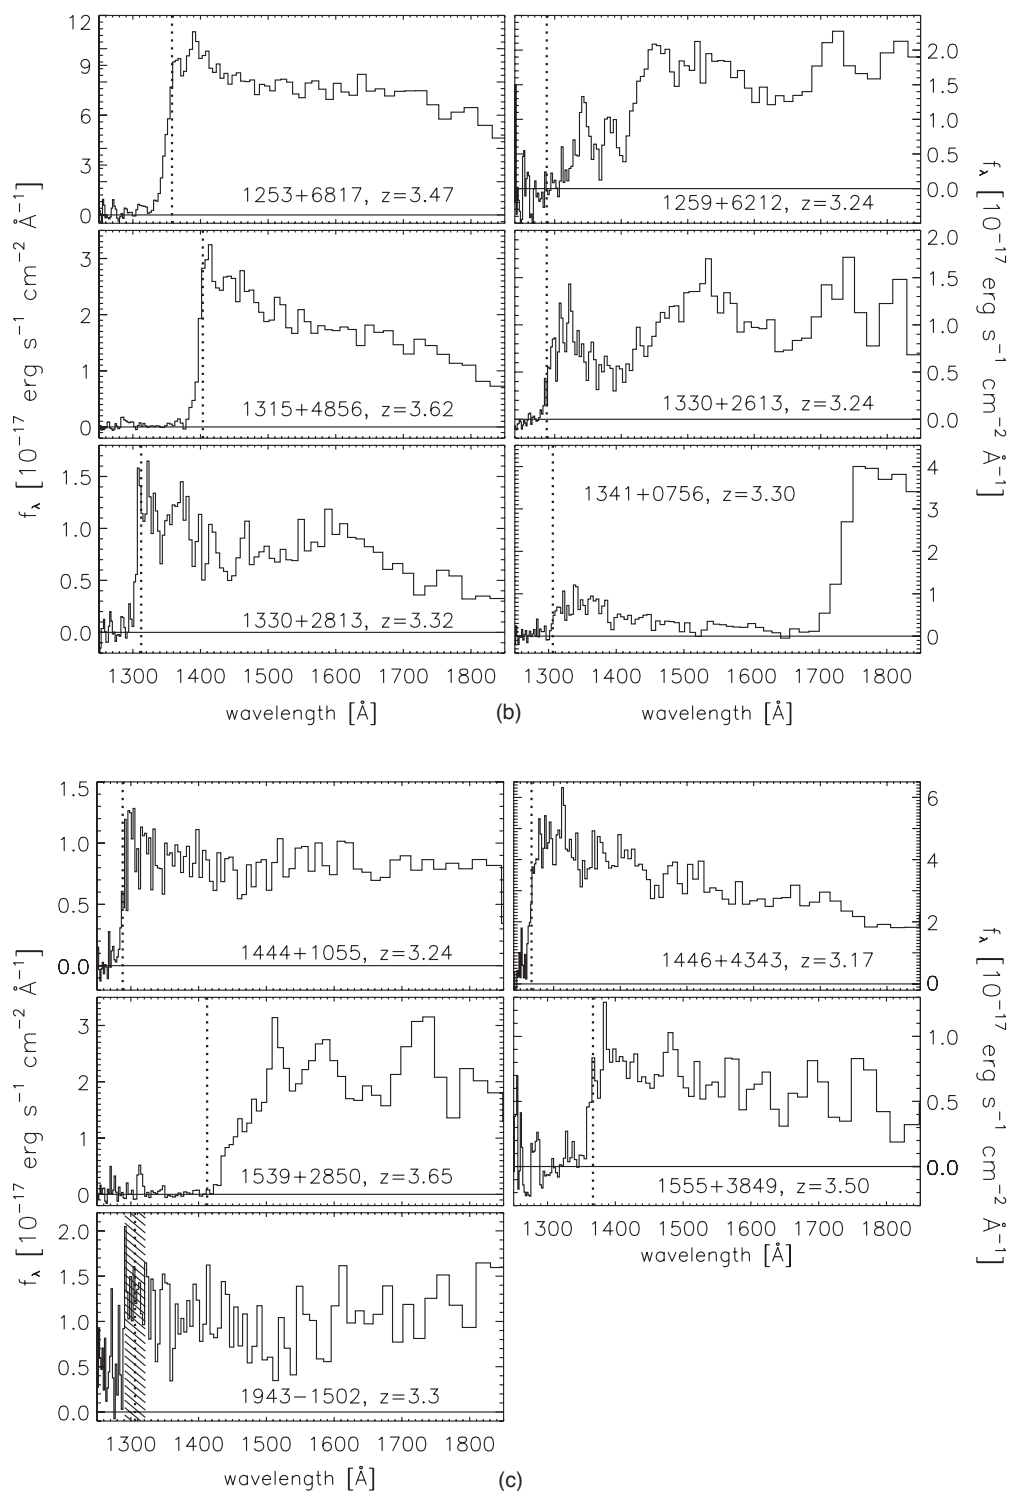 12
9
6
3
0
1253+6817, z=3.47
2.0
1.5
1.0
0.5
0.0
1259+6212, z=3.24
3
2
1
0
1315+4856, z=3.62
2.0
1.5
1.0
0.5
0.0
1330+2613, z=3.24
1.5
1.0
0.5
0.0
1330+2813, z=3.32
4
3
2
1
0
1341+0756, z=3.30
f_λ [10⁻¹⁷ erg s⁻¹ cm⁻² Å⁻¹]
f_λ [10⁻¹⁷ erg s⁻¹ cm⁻² Å⁻¹]
1300 1400 1500 1600 1700 1800
1300 1400 1500 1600 1700 1800
wavelength [Å]
(b)
wavelength [Å]
1.5
1.0
0.5
0.0
1444+1055, z=3.24
6
4
2
0
1446+4343, z=3.17
3
2
1
0
1539+2850, z=3.65
1.0
0.5
0.0
1555+3849, z=3.50
1300 1400 1500 1600 1700 1800
wavelength [Å]
2.0
1.5
1.0
0.5
0.0
1943−1502, z=3.3
f_λ [10⁻¹⁷ erg s⁻¹ cm⁻² Å⁻¹]
f_λ [10⁻¹⁷ erg s⁻¹ cm⁻² Å⁻¹]
1300 1400 1500 1600 1700 1800
wavelength [Å]
(c)